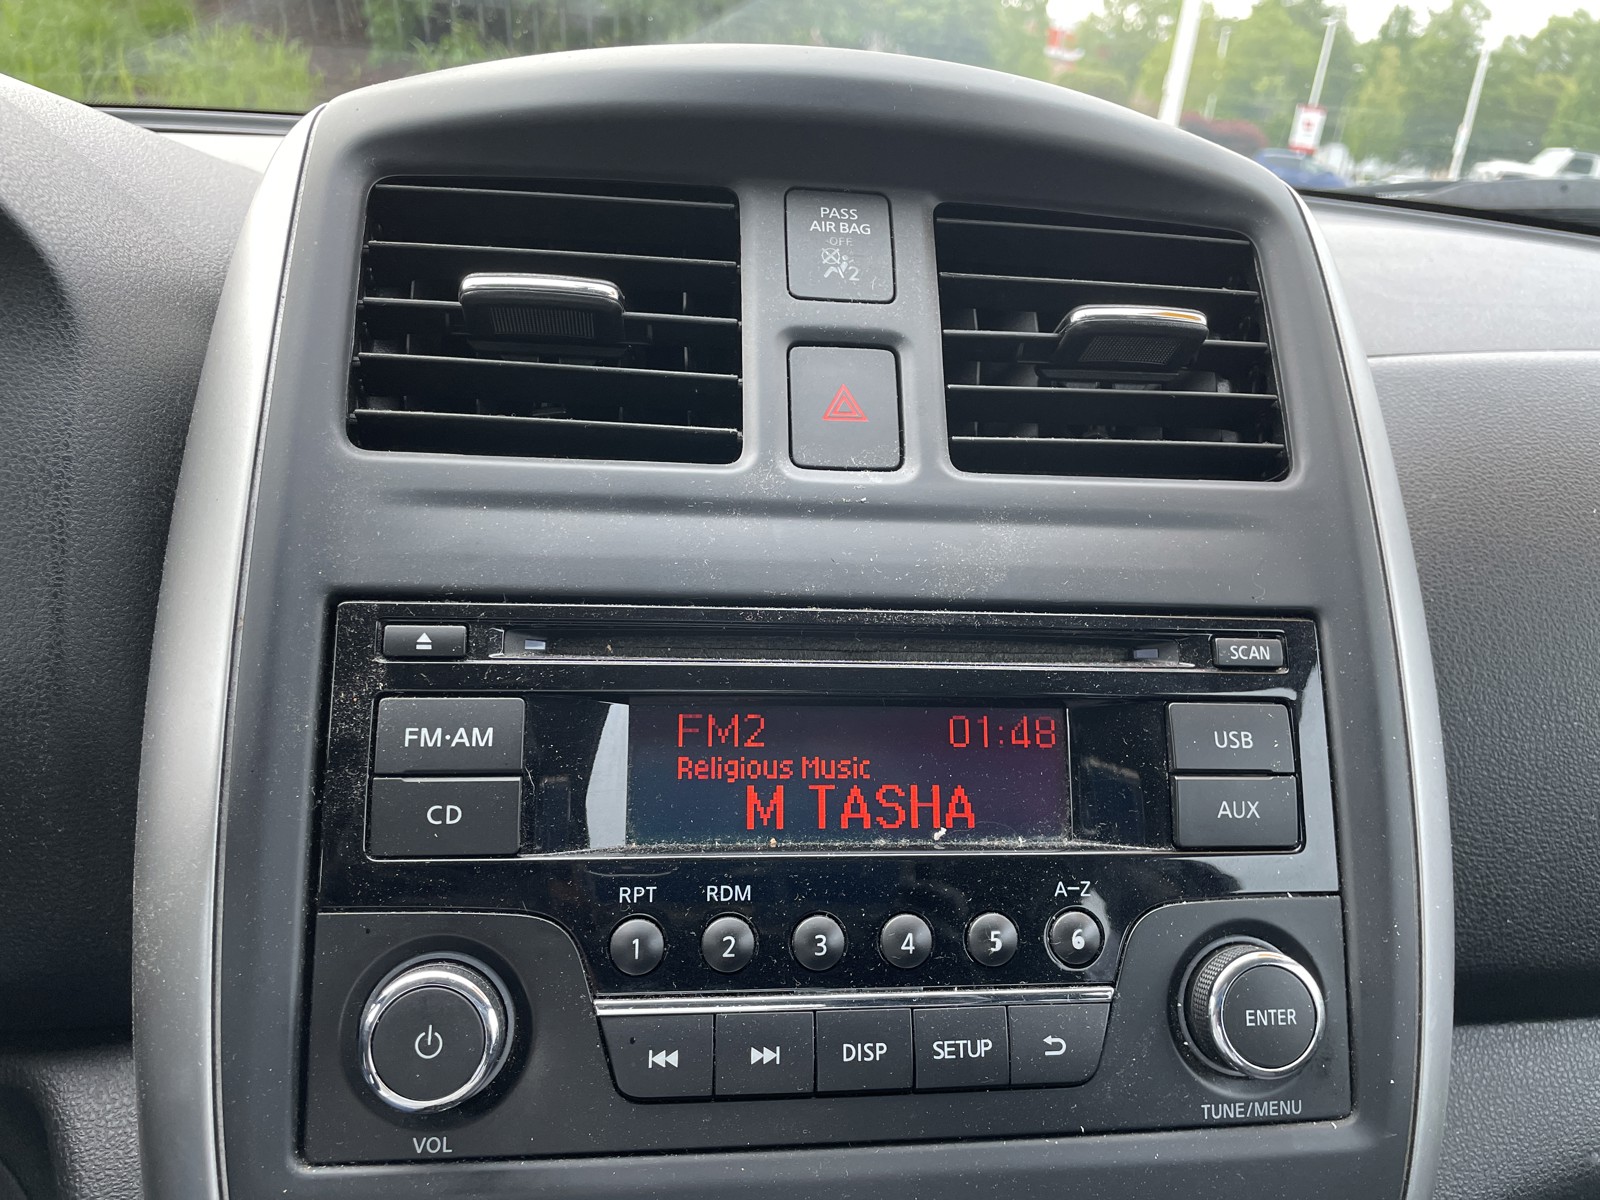 PASS
AIR BAG
OFF
2
SCAN
FM·AM
CD
FM2 01:48
Religious Music
M TASHA
USB
AUX
RPT RDM A-Z
1 2 3 4 5 6
DISP SETUP
ENTER
VOL
TUNE/MENU